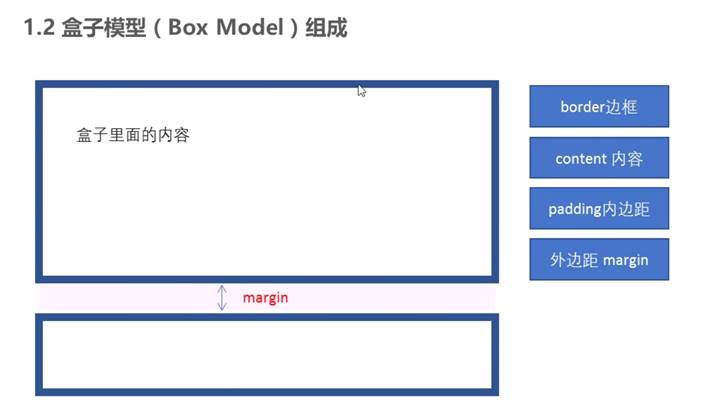 1.2 盒子模型（Box Model）组成
盒子里面的内容
border边框
content 内容
padding内边距
外边距 margin
margin